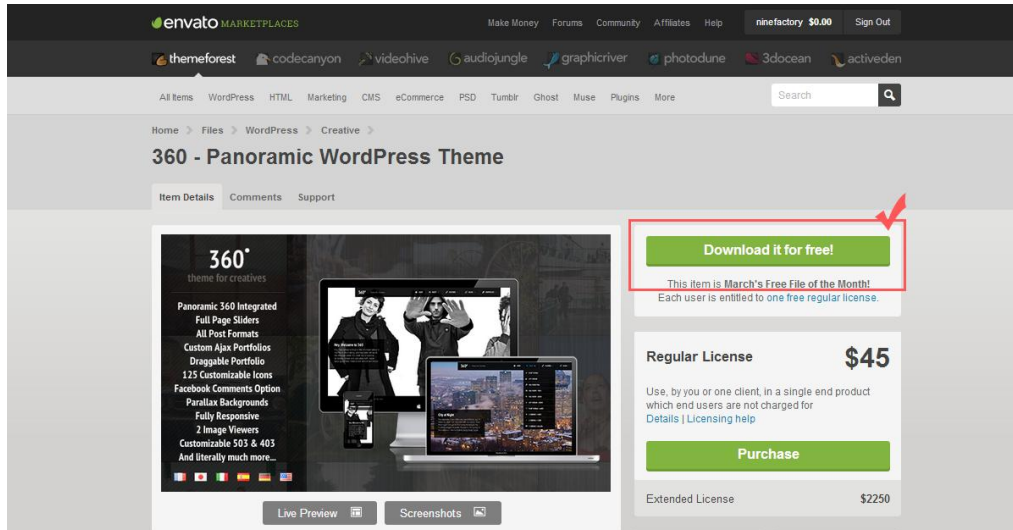 envato MARKETPLACES
Make Money Forums Community Affiliates Help
ninefactory $0.00 Sign Out
themeforest codecanyon videohive audiojungle graphicriver photodune 3docean activeden
All Items WordPress HTML Marketing CMS eCommerce PSD Tumblr Ghost Muse Plugins More
Search
Home Files WordPress Creative
360 - Panoramic WordPress Theme
Item Details Comments Support
360°
theme for creatives
Panoramic 360 Integrated
Full Page Sliders
All Post Formats
Custom Ajax Portfolios
Draggable Portfolio
125 Customizable Icons
Facebook Comments Option
Parallax Backgrounds
Fully Responsive
2 Image Viewers
Customizable 503 & 403
And literally much more...
Live Preview Screenshots
Download it for free!
This item is March's Free File of the Month!
Each user is entitled to one free regular license.
Regular License $45
Use, by you or one client, in a single end product
which end users are not charged for
Details | Licensing help
Purchase
Extended License $2250